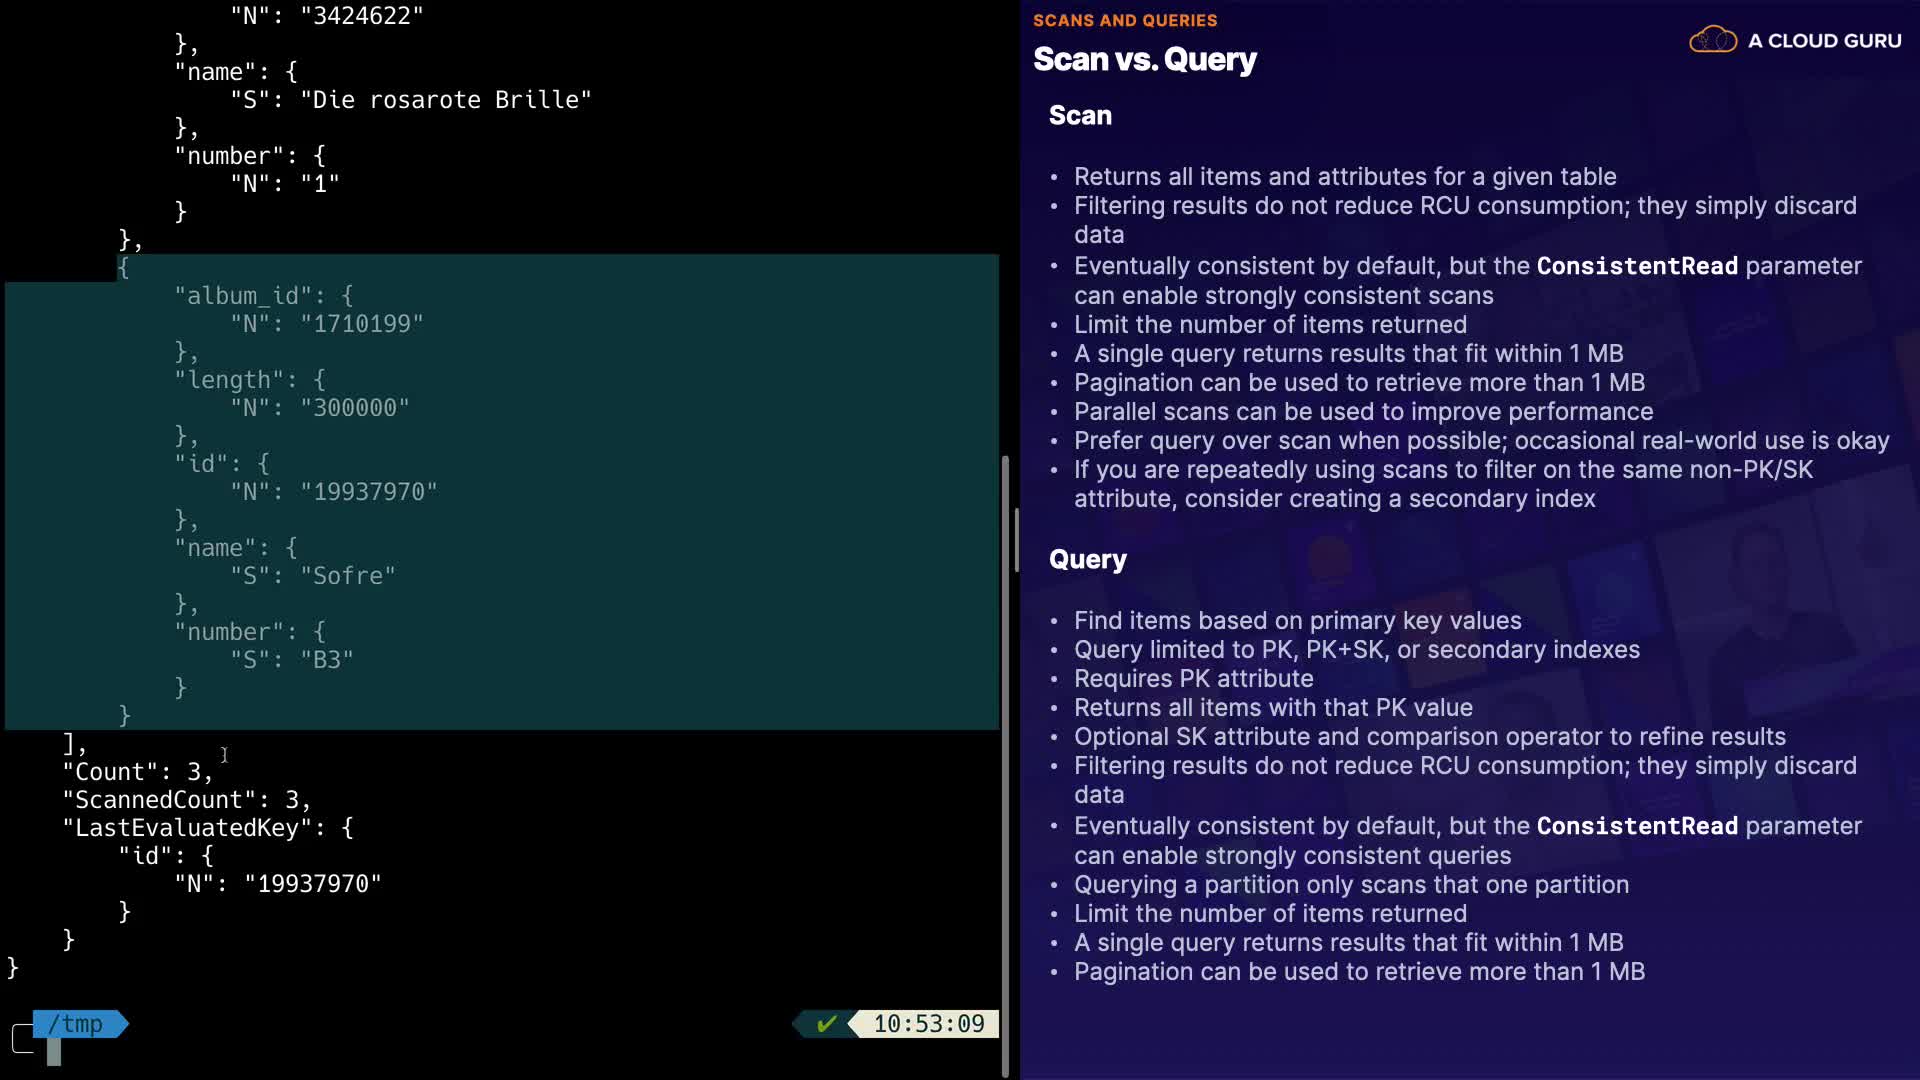 "N": "3424622"
},
"name": {
"S": "Die rosarote Brille"
},
"number": {
"N": "1"
}
},
{
"album_id": {
"N": "1710199"
},
"length": {
"N": "300000"
},
"id": {
"N": "19937970"
},
"name": {
"S": "Sofre"
},
"number": {
"S": "B3"
}
}
],
"Count": 3,
"ScannedCount": 3,
"LastEvaluatedKey": {
"id": {
"N": "19937970"
}
}
}
/tmp
✔ 10:53:09
SCANS AND QUERIES
A CLOUD GURU
Scan vs. Query
Scan
• Returns all items and attributes for a given table
• Filtering results do not reduce RCU consumption; they simply discard
data
• Eventually consistent by default, but the ConsistentRead parameter
can enable strongly consistent scans
• Limit the number of items returned
• A single query returns results that fit within 1 MB
• Pagination can be used to retrieve more than 1 MB
• Parallel scans can be used to improve performance
• Prefer query over scan when possible; occasional real-world use is okay
• If you are repeatedly using scans to filter on the same non-PK/SK
attribute, consider creating a secondary index
Query
• Find items based on primary key values
• Query limited to PK, PK+SK, or secondary indexes
• Requires PK attribute
• Returns all items with that PK value
• Optional SK attribute and comparison operator to refine results
• Filtering results do not reduce RCU consumption; they simply discard
data
• Eventually consistent by default, but the ConsistentRead parameter
can enable strongly consistent queries
• Querying a partition only scans that one partition
• Limit the number of items returned
• A single query returns results that fit within 1 MB
• Pagination can be used to retrieve more than 1 MB